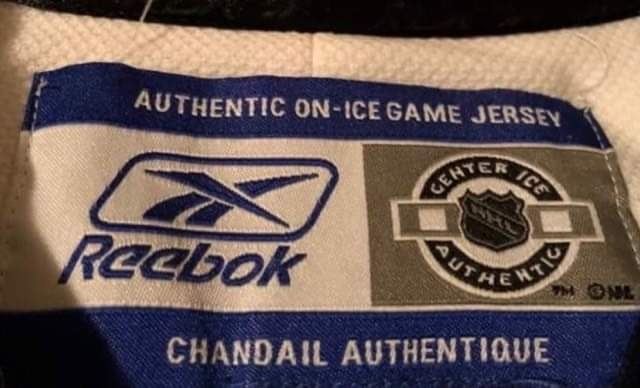 AUTHENTIC ON-ICE GAME JERSEY
Reebok
CENTER ICE
NHL
AUTHENTIC
TM © NHL
CHANDAIL AUTHENTIQUE